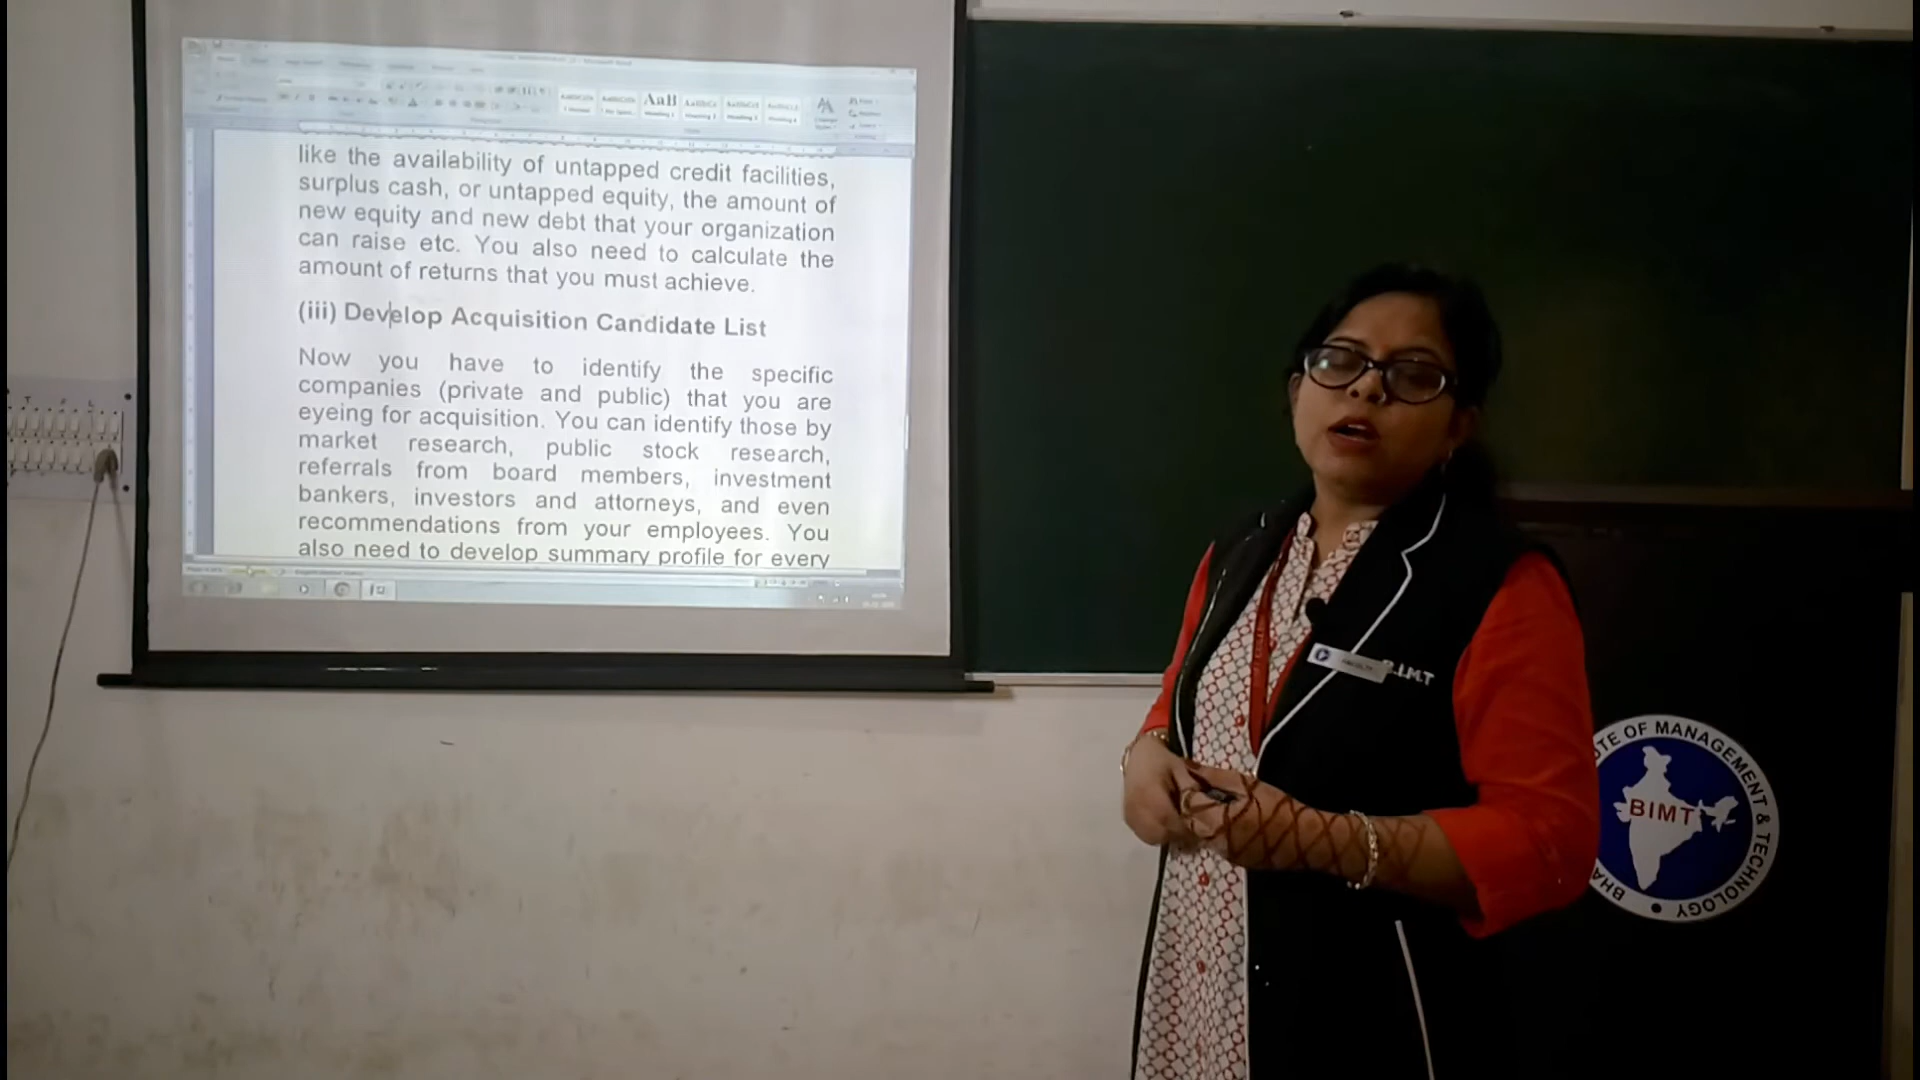 AaB
like the availability of untapped credit facilities,
surplus cash, or untapped equity, the amount of
new equity and new debt that your organization
can raise etc. You also need to calculate the
amount of returns that you must achieve.
(iii) Develop Acquisition Candidate List
Now you have to identify the specific
companies (private and public) that you are
eyeing for acquisition. You can identify those by
market research, public stock research,
referrals from board members, investment
bankers, investors and attorneys, and even
recommendations from your employees. You
also need to develop summary profile for every
B.I.M.T
TE OF MANAGEMENT & TECHNOLOGY • BHA
BIMT